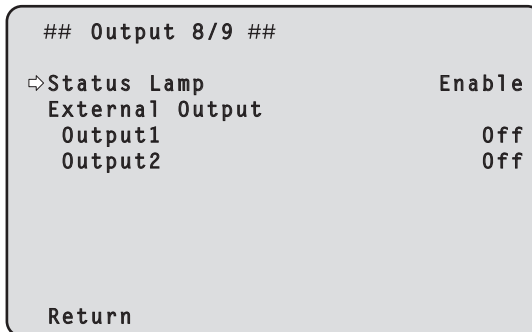 ## Output 8/9 ##
⇨Status Lamp Enable
External Output
Output1 Off
Output2 Off
Return